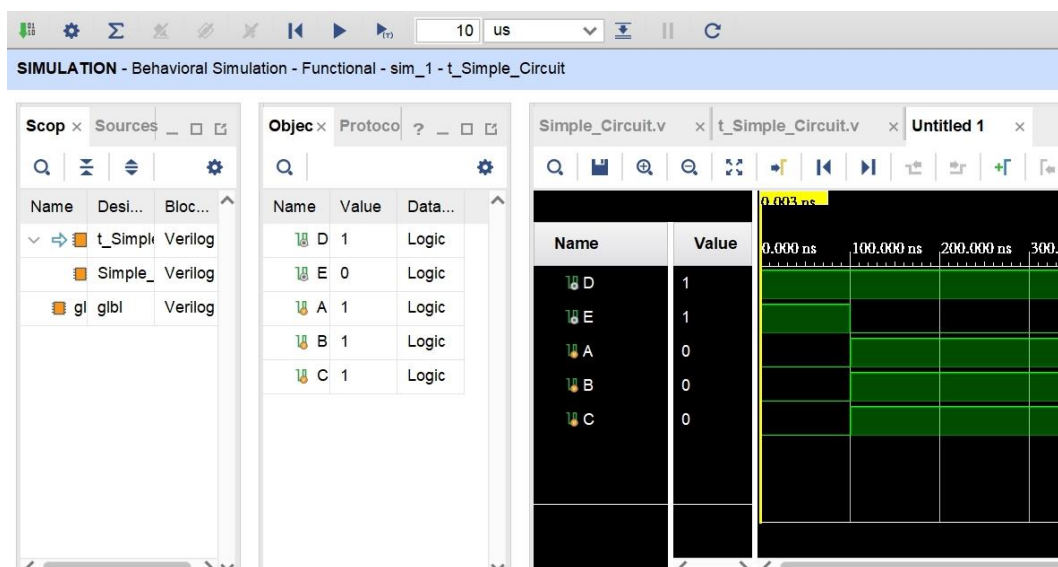 10 us
SIMULATION - Behavioral Simulation - Functional - sim_1 - t_Simple_Circuit
Scop Sources
Name Desi... Bloc...
t_Simple Verilog
Simple_ Verilog
gl glbl Verilog
Objec Protoco
Name Value Data...
D 1 Logic
E 0 Logic
A 1 Logic
B 1 Logic
C 1 Logic
Simple_Circuit.v t_Simple_Circuit.v Untitled 1
0.003 ns
Name Value 0.000 ns 100.000 ns 200.000 ns 300.
D 1
E 1
A 0
B 0
C 0